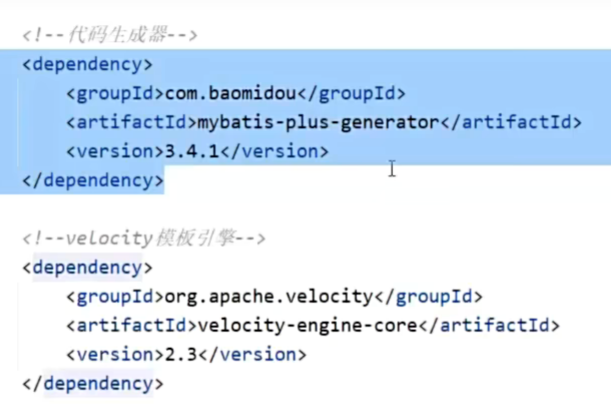 <!--代码生成器-->
<dependency>
    <groupId>com.baomidou</groupId>
    <artifactId>mybatis-plus-generator</artifactId>
    <version>3.4.1</version>
</dependency>

<!--velocity模板引擎-->
<dependency>
    <groupId>org.apache.velocity</groupId>
    <artifactId>velocity-engine-core</artifactId>
    <version>2.3</version>
</dependency>